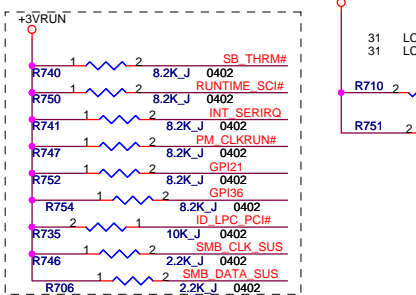 +3VRUN
1 2 SB_THRM#
R740 8.2K_J 0402
1 2 RUNTIME_SCI#
R750 8.2K_J 0402
1 2 INT_SERIRQ
R741 8.2K_J 0402
1 2 PM_CLKRUN#
R747 8.2K_J 0402
1 2 GPI21
R752 8.2K_J 0402
1 2 GPI36
R754 8.2K_J 0402
2 1 ID_LPC_PCI#
R735 10K_J 0402
1 2 SMB_CLK_SUS
R746 2.2K_J 0402
1 2 SMB_DATA_SUS
R706 2.2K_J 0402
31
31
R710 2
R751 2